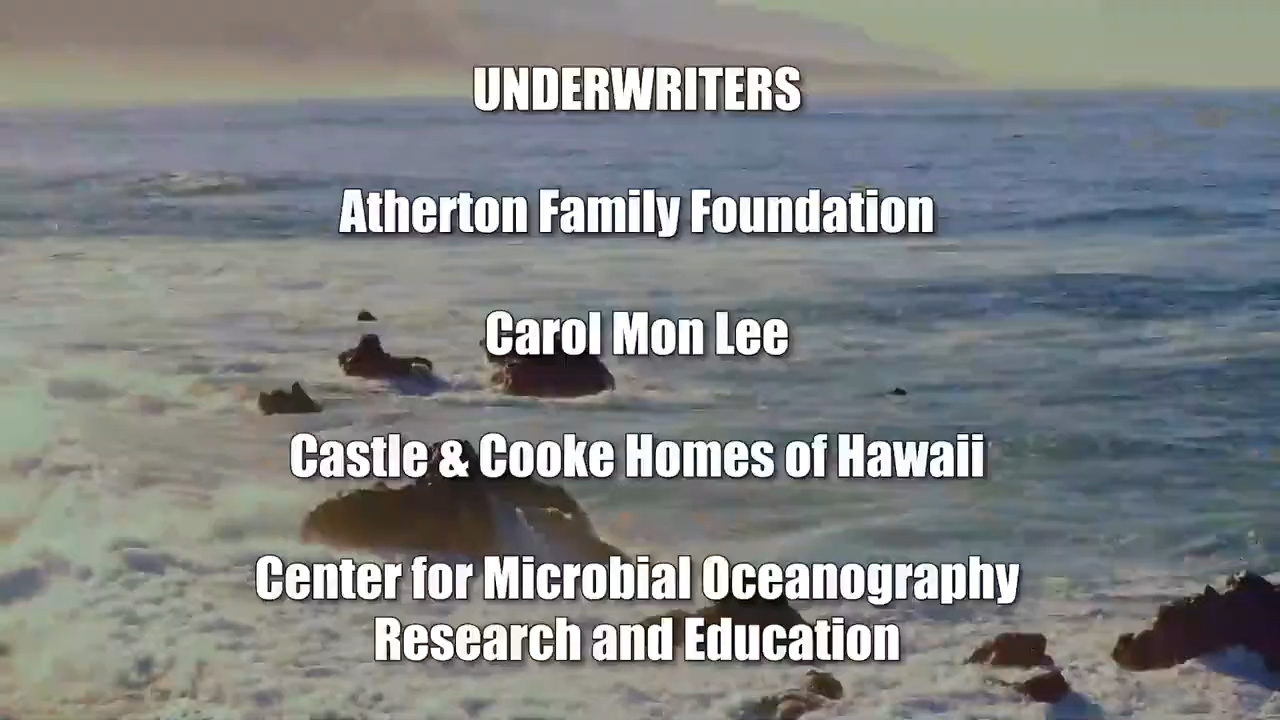 UNDERWRITERS
Atherton Family Foundation
Carol Mon Lee
Castle & Cooke Homes of Hawaii
Center for Microbial Oceanography
Research and Education